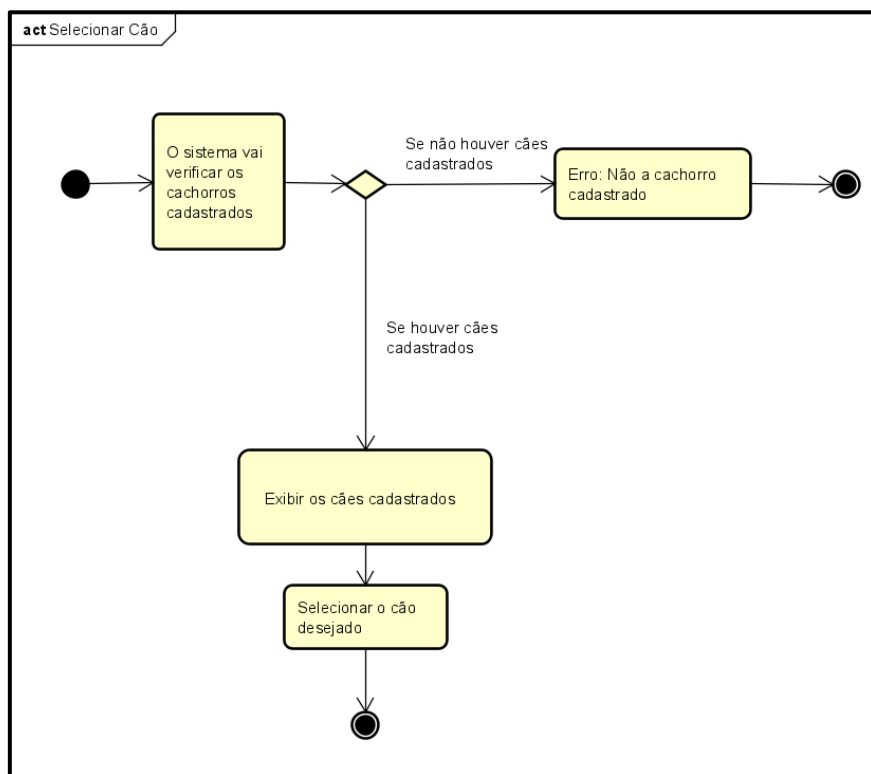 act Selecionar Cão
O sistema vai
verificar os
cachorros
cadastrados
Se não houver cães
cadastrados
Erro: Não a cachorro
cadastrado
Se houver cães
cadastrados
Exibir os cães cadastrados
Selecionar o cão
desejado